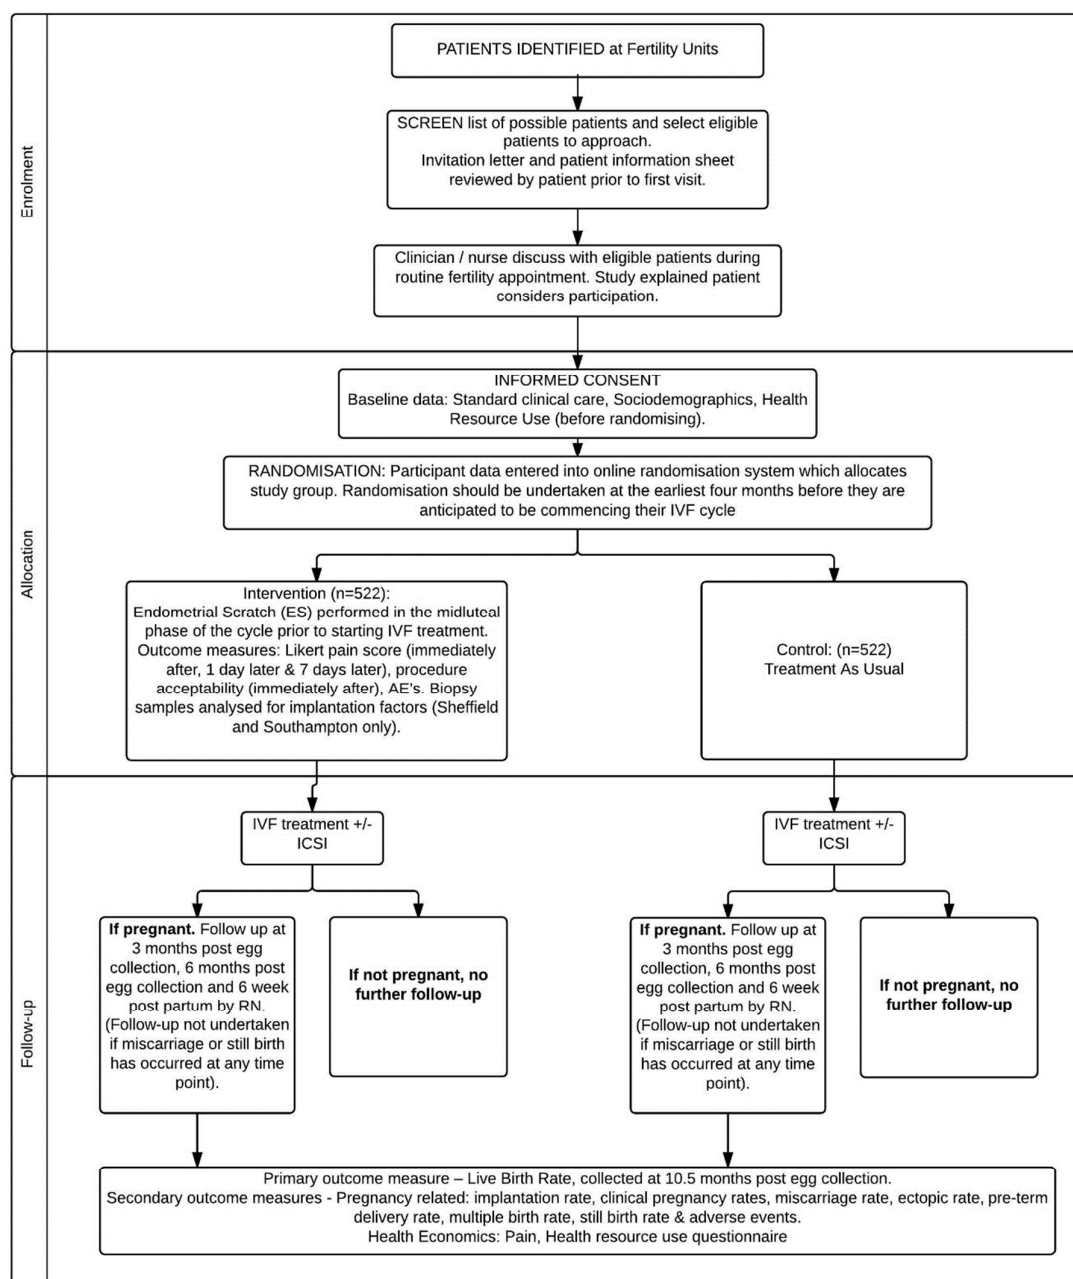 Enrolment
PATIENTS IDENTIFIED at Fertility Units
SCREEN list of possible patients and select eligible
patients to approach.
Invitation letter and patient information sheet
reviewed by patient prior to first visit.
Clinician / nurse discuss with eligible patients during
routine fertility appointment. Study explained patient
considers participation.
Allocation
INFORMED CONSENT
Baseline data: Standard clinical care, Sociodemographics, Health
Resource Use (before randomising).
RANDOMISATION: Participant data entered into online randomisation system which allocates
study group. Randomisation should be undertaken at the earliest four months before they are
anticipated to be commencing their IVF cycle
Intervention (n=522):
Endometrial Scratch (ES) performed in the midluteal
phase of the cycle prior to starting IVF treatment.
Outcome measures: Likert pain score (immediately
after, 1 day later & 7 days later), procedure
acceptability (immediately after), AE's. Biopsy
samples analysed for implantation factors (Sheffield
and Southampton only).
Control: (n=522)
Treatment As Usual
Follow-up
IVF treatment +/-
ICSI
IVF treatment +/-
ICSI
If pregnant. Follow up at
3 months post egg
collection, 6 months post
egg collection and 6 week
post partum by RN.
(Follow-up not undertaken
if miscarriage or still birth
has occurred at any time
point).
If not pregnant, no
further follow-up
If pregnant. Follow up at
3 months post egg
collection, 6 months post
egg collection and 6 week
post partum by RN.
(Follow-up not undertaken
if miscarriage or still birth
has occurred at any time
point).
If not pregnant, no
further follow-up
Primary outcome measure – Live Birth Rate, collected at 10.5 months post egg collection.
Secondary outcome measures - Pregnancy related: implantation rate, clinical pregnancy rates, miscarriage rate, ectopic rate, pre-term
delivery rate, multiple birth rate, still birth rate & adverse events.
Health Economics: Pain, Health resource use questionnaire